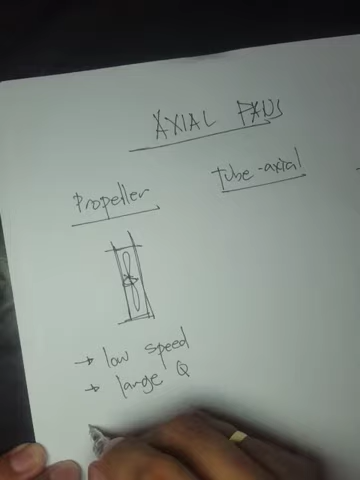 AXIAL FANS
Propeller
tube-axial
→ low speed
→ large Q